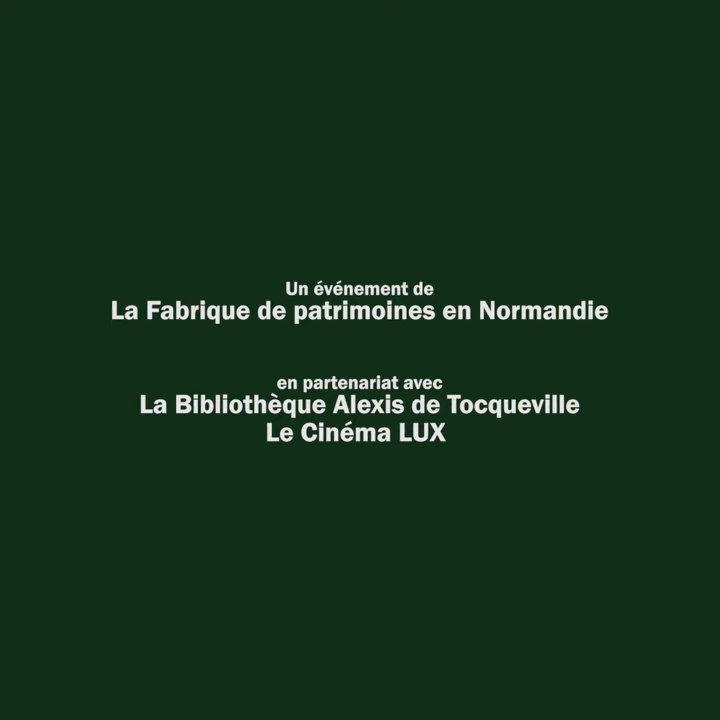 Un événement de
La Fabrique de patrimoines en Normandie
en partenariat avec
La Bibliothèque Alexis de Tocqueville
Le Cinéma LUX